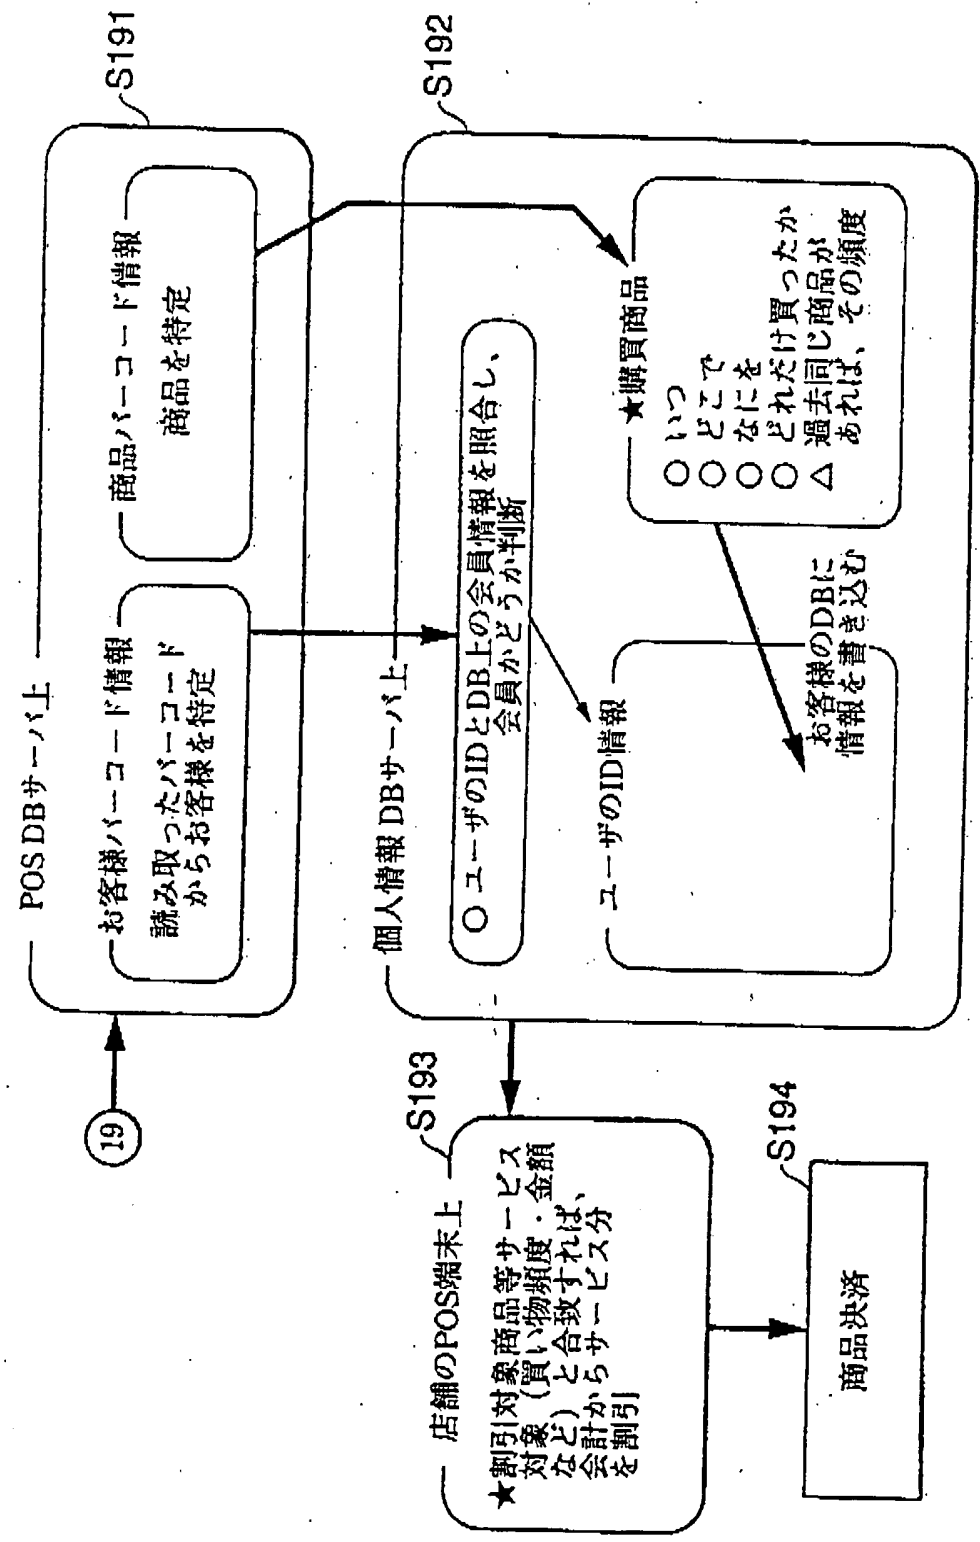 19
S191
POS DBサーバ上
お客様バーコード情報
読み取ったバーコード
からお客様を特定
商品バーコード情報
商品を特定
S192
個人情報 DBサーバ上
○ ユーザのIDとDB上の会員情報を照合し、
会員かどうか判断
ユーザのID情報
お客様のDBに
情報を書き込む
★購買商品
○ いつ
○ どこで
○ なにを
○ どれだけ買ったか
△ 過去同じ商品が
あれば、その頻度
S193
店舗のPOS端末上
★割引対象商品等サービス
対象（買い物頻度・金額
など）と合致すれば、
会計からサービス分
を割引
S194
商品決済